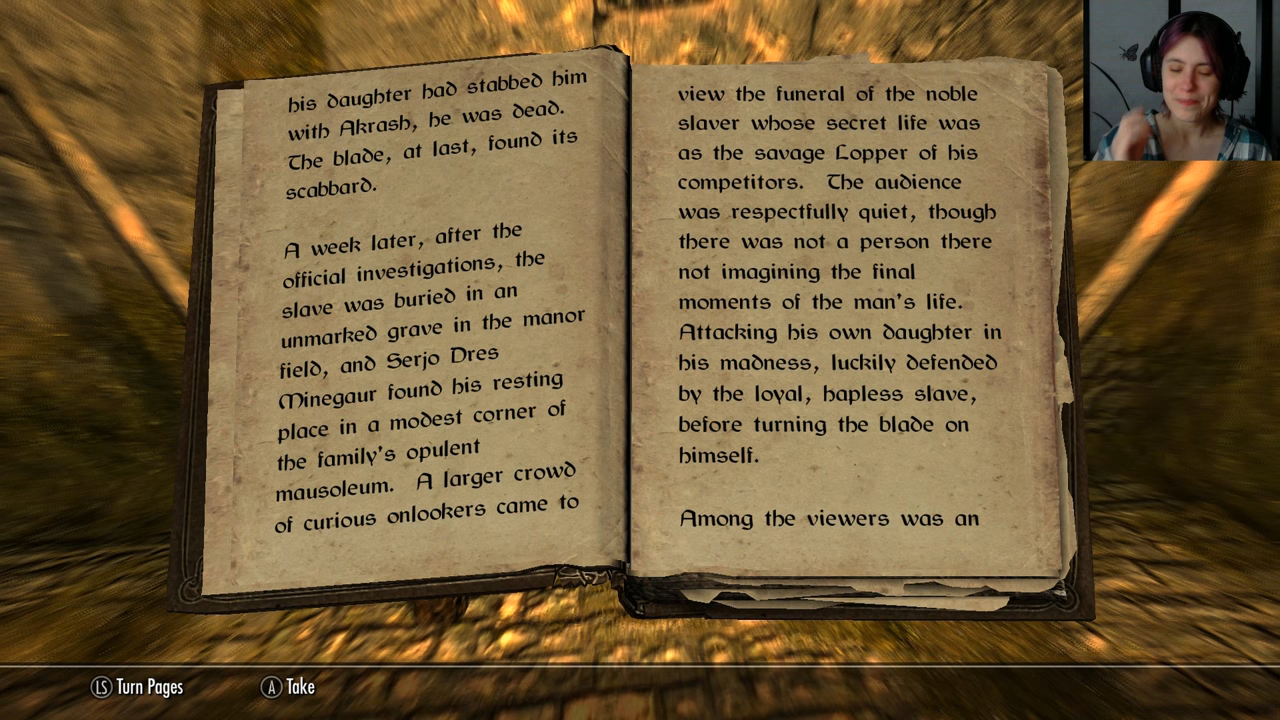 his daughter had stabbed him
with Akrash, he was dead.
The blade, at last, found its
scabbard.
A week later, after the
official investigations, the
slave was buried in an
unmarked grave in the manor
field, and Serjo Dres
Minegaur found his resting
place in a modest corner of
the family's opulent
mausoleum.  A larger crowd
of curious onlookers came to
view the funeral of the noble
slaver whose secret life was
as the savage Lopper of his
competitors.  The audience
was respectfully quiet, though
there was not a person there
not imagining the final
moments of the man's life.
Attacking his own daughter in
his madness, luckily defended
by the loyal, hapless slave,
before turning the blade on
himself.
Among the viewers was an
LS Turn Pages
A Take